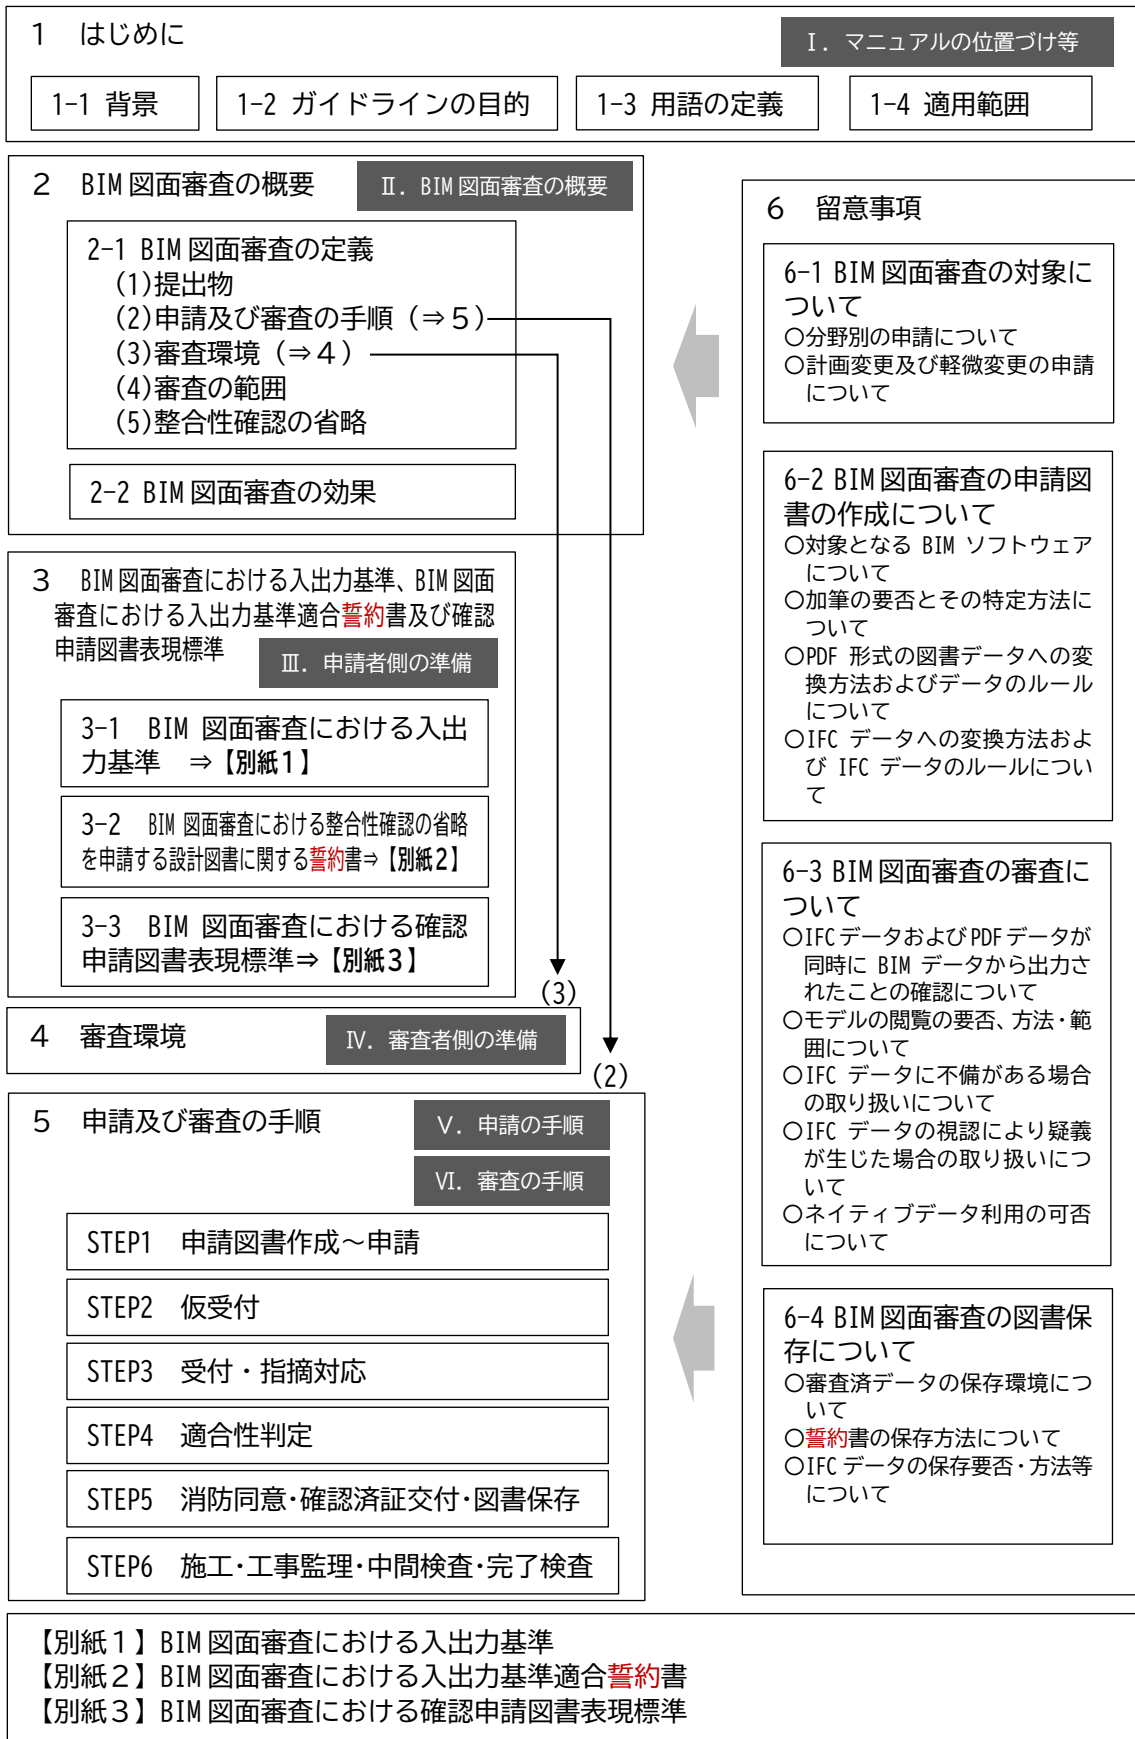 1 はじめに
Ⅰ. マニュアルの位置づけ等
1-1 背景
1-2 ガイドラインの目的
1-3 用語の定義
1-4 適用範囲
2 BIM図面審査の概要
Ⅱ. BIM図面審査の概要
2-1 BIM図面審査の定義
(1)提出物
(2)申請及び審査の手順（⇒５）
(3)審査環境（⇒４）
(4)審査の範囲
(5)整合性確認の省略
2-2 BIM図面審査の効果
3 BIM図面審査における入出力基準、BIM図面
審査における入出力基準適合誓約書及び確認
申請図書表現標準
Ⅲ. 申請者側の準備
3-1 BIM 図面審査における入出
力基準 ⇒【別紙１】
3-2 BIM 図面審査における整合性確認の省略
を申請する設計図書に関する誓約書⇒【別紙２】
3-3 BIM 図面審査における確認
申請図書表現標準⇒【別紙３】
(3)
4 審査環境
Ⅳ. 審査者側の準備
(2)
5 申請及び審査の手順
Ⅴ. 申請の手順
Ⅵ. 審査の手順
STEP1 申請図書作成～申請
STEP2 仮受付
STEP3 受付・指摘対応
STEP4 適合性判定
STEP5 消防同意・確認済証交付・図書保存
STEP6 施工・工事監理・中間検査・完了検査
6 留意事項
6-1 BIM図面審査の対象に
ついて
○分野別の申請について
○計画変更及び軽微変更の申請
について
6-2 BIM図面審査の申請図
書の作成について
○対象となる BIM ソフトウェア
について
○加筆の要否とその特定方法に
ついて
○PDF 形式の図書データへの変
換方法およびデータのルール
について
○IFC データへの変換方法およ
び IFC データのルールについ
て
6-3 BIM図面審査の審査に
ついて
○IFCデータおよびPDFデータが
同時に BIM データから出力さ
れたことの確認について
○モデルの閲覧の要否、方法・範
囲について
○IFC データに不備がある場合
の取り扱いについて
○IFC データの視認により疑義
が生じた場合の取り扱いにつ
いて
○ネイティブデータ利用の可否
について
6-4 BIM図面審査の図書保
存について
○審査済データの保存環境につ
いて
○誓約書の保存方法について
○IFCデータの保存要否・方法等
について
【別紙１】BIM図面審査における入出力基準
【別紙２】BIM図面審査における入出力基準適合誓約書
【別紙３】BIM図面審査における確認申請図書表現標準